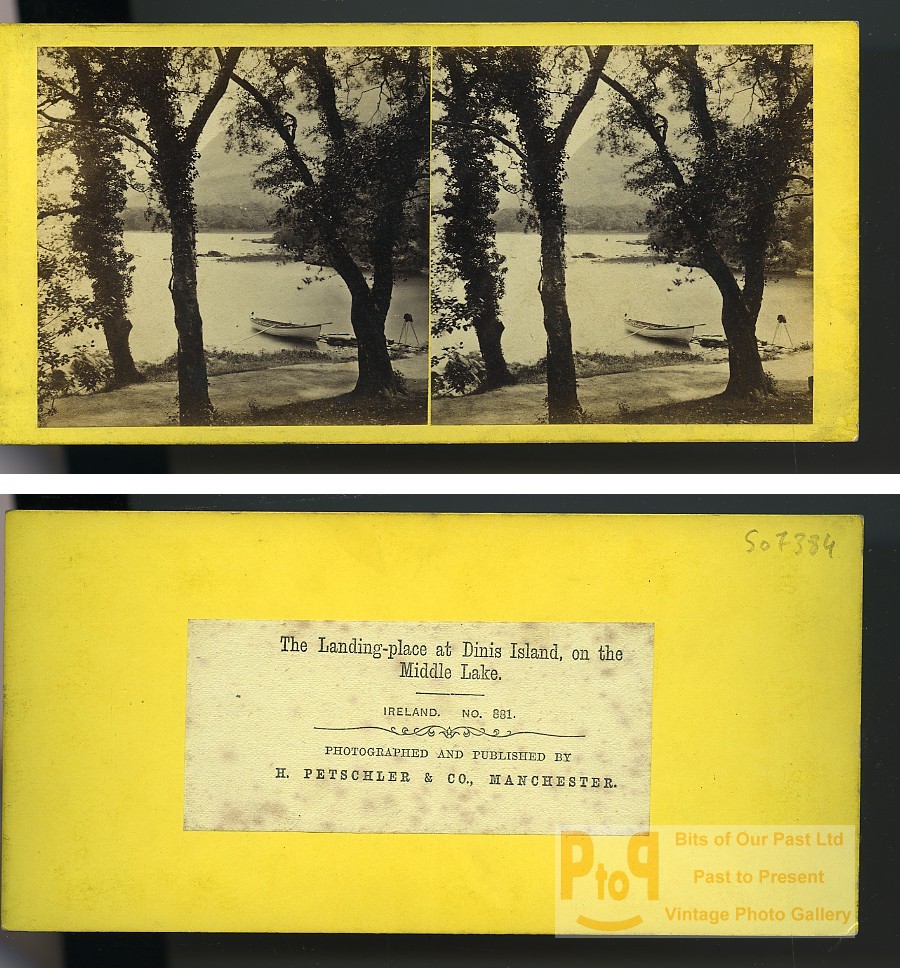 So7384
The Landing-place at Dinis Island, on the
Middle Lake.
IRELAND. NO. 881.
PHOTOGRAPHED AND PUBLISHED BY
H. PETSCHLER & CO., MANCHESTER.
PtoP
Bits of Our Past Ltd
Past to Present
Vintage Photo Gallery